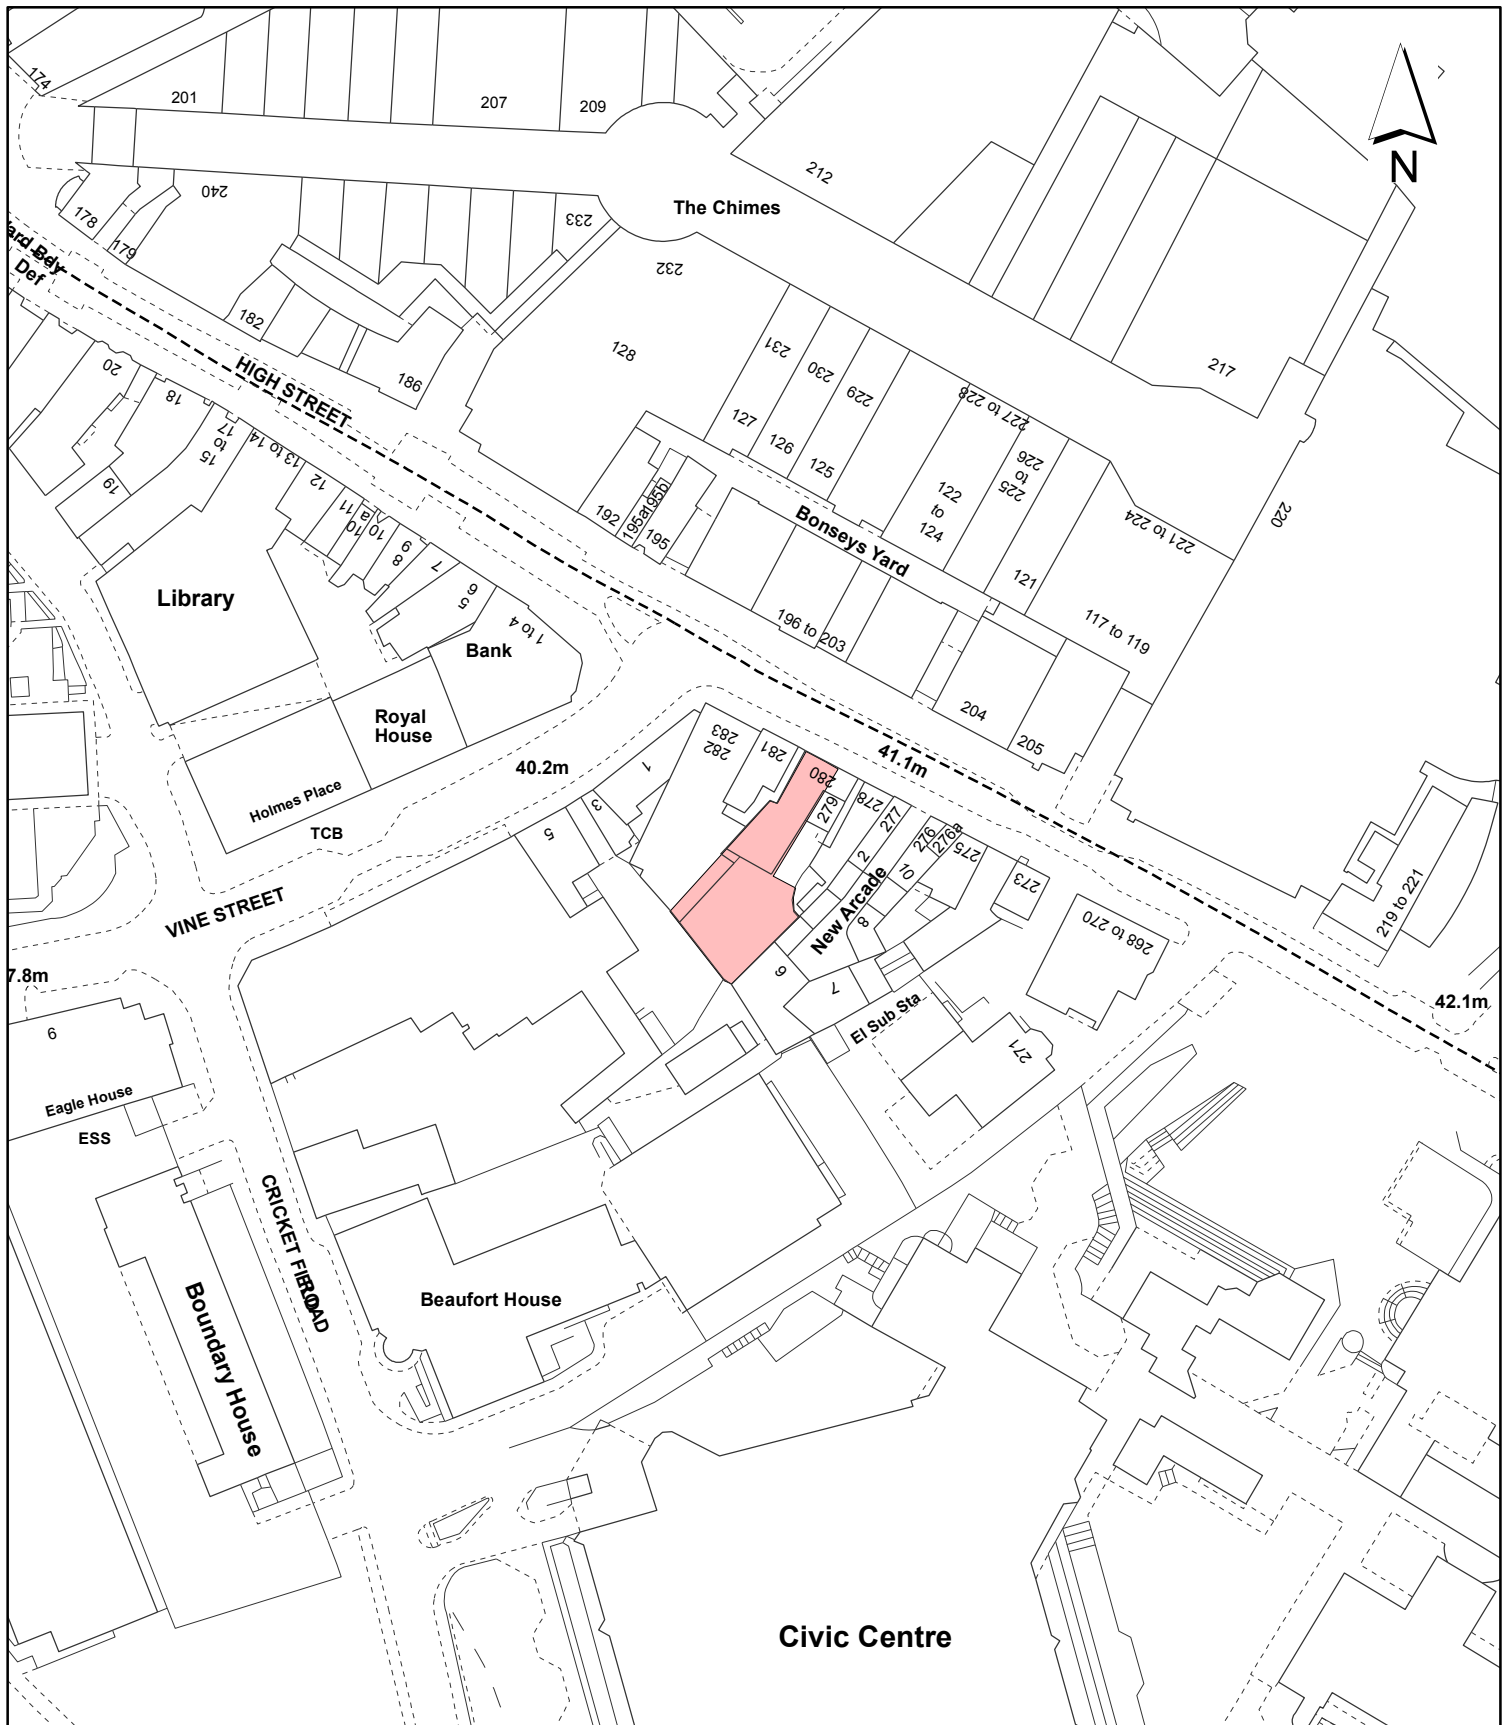 174
201
207
209
N
240
212
178
179
The Chimes
233
232
ard Bdy
Def
182
186
HIGH STREET
128
231
230
229
227 to 228
217
20
18
17
to
15
13 to 14
12
11
10
10 a
9
8
7
6
5
1 to 4
19
127
126
125
122
to
124
226
to
225
121
221 to 224
220
117 to 119
192
195a
195b
195
Bonseys Yard
196 to 203
204
205
Library
Bank
Royal
House
Holmes Place
TCB
40.2m
41.1m
1
3
5
283
282
281
280
279
278
277
276
276a
275
273
2
10
8
6
7
New Arcade
268 to 270
219 to 221
42.1m
VINE STREET
7.8m
6
Eagle House
ESS
El Sub Sta
271
CRICKET FIELD
ROAD
Boundary House
Beaufort House
Civic Centre